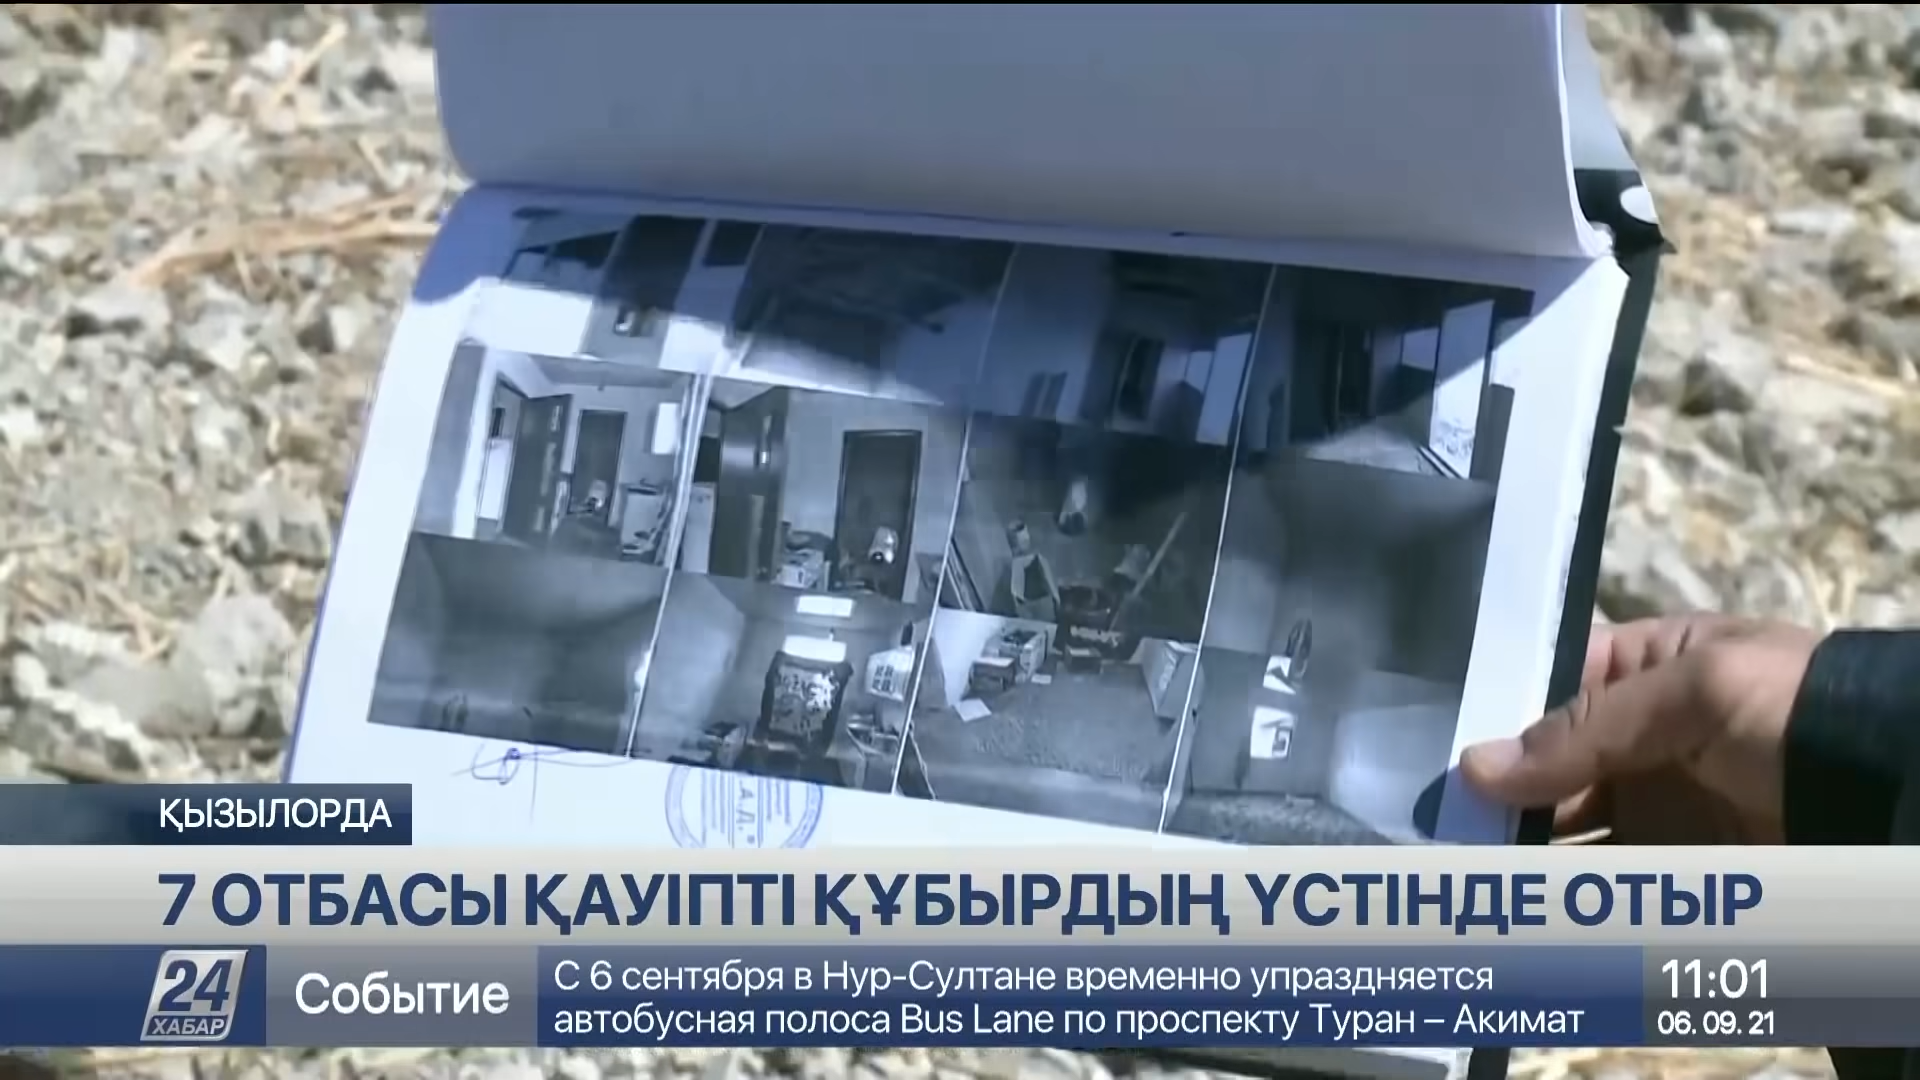 ҚЫЗЫЛОРДА
7 ОТБАСЫ ҚАУІПТІ ҚҰБЫРДЫҢ ҮСТІНДЕ ОТЫР
24
ХАБАР
Событие
С 6 сентября в Нур-Султане временно упраздняется
автобусная полоса Bus Lane по проспекту Туран – Акимат
11:01
06. 09. 21